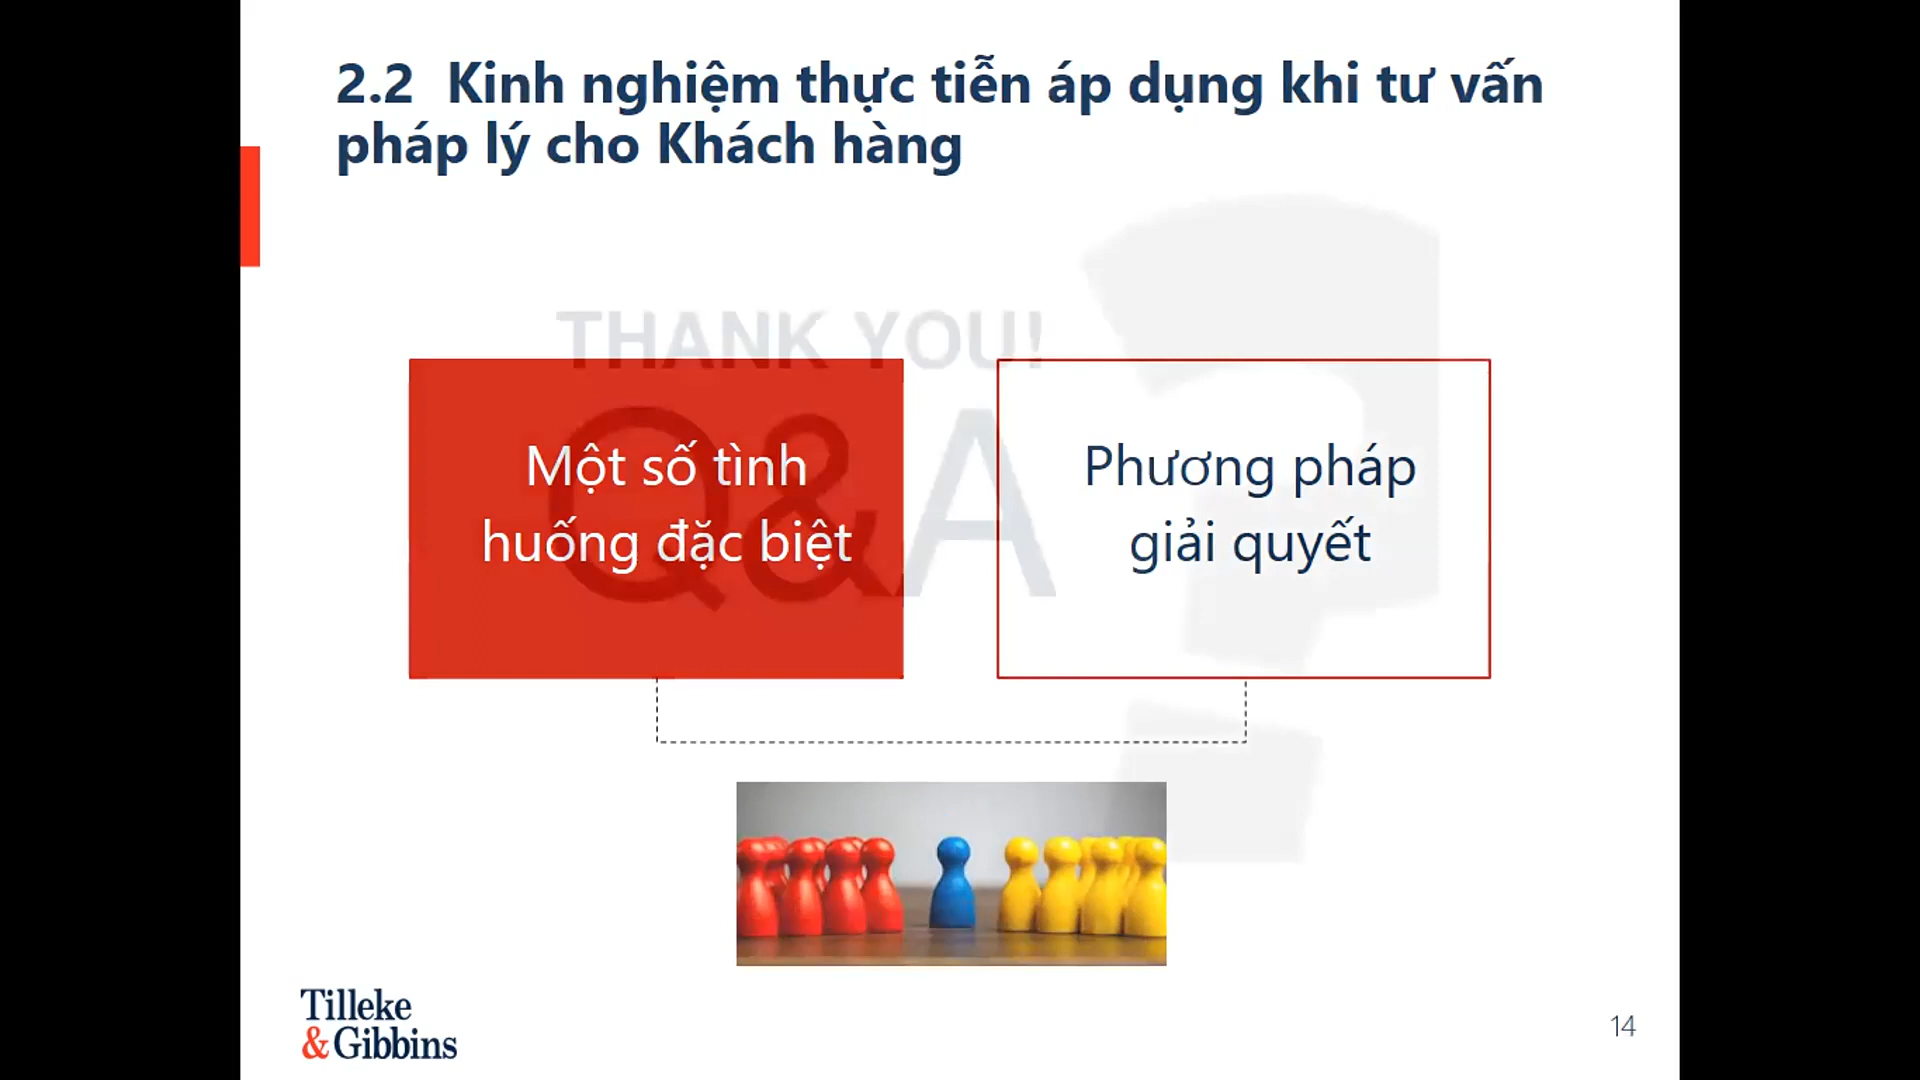 2.2 Kinh nghiệm thực tiễn áp dụng khi tư vấn
pháp lý cho Khách hàng
THANK YOU!
Q&A
Một số tình
huống đặc biệt
Phương pháp
giải quyết
Tilleke
&Gibbins
14